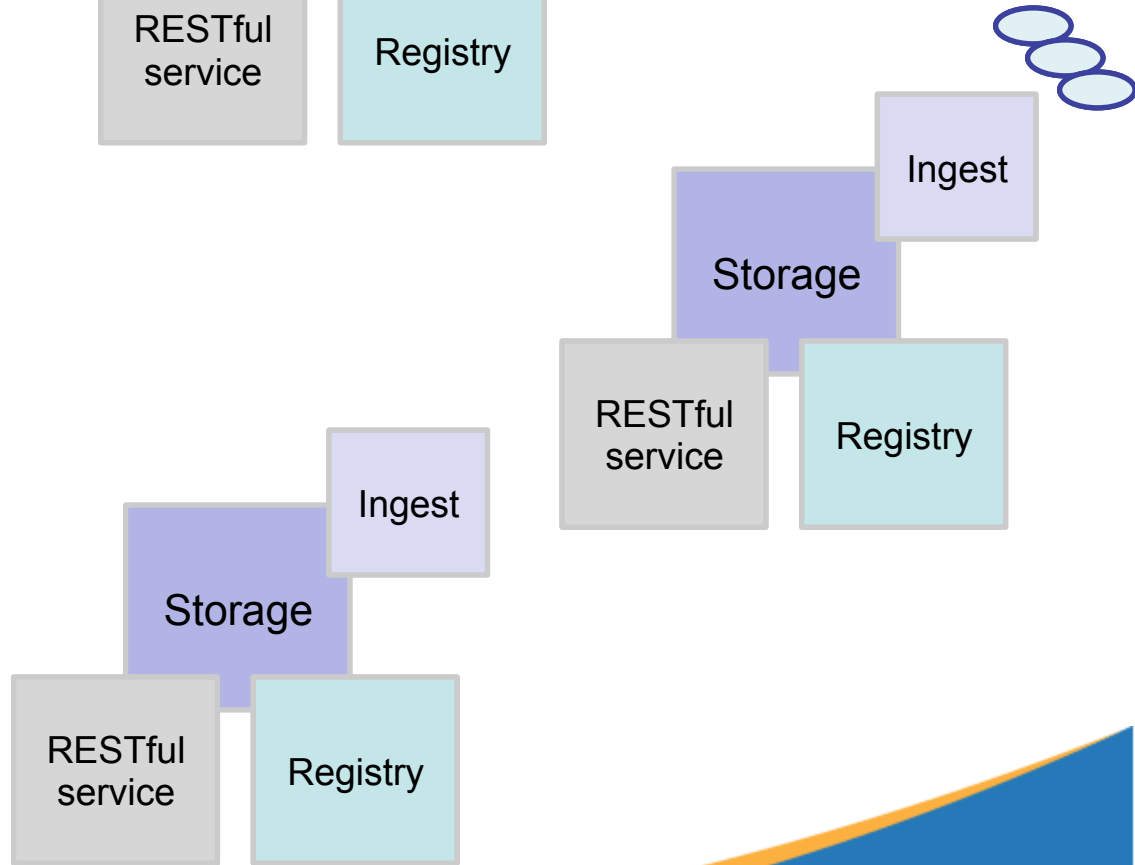 RESTful
service
Registry
Ingest
Storage
RESTful
service
Registry
Ingest
Storage
RESTful
service
Registry